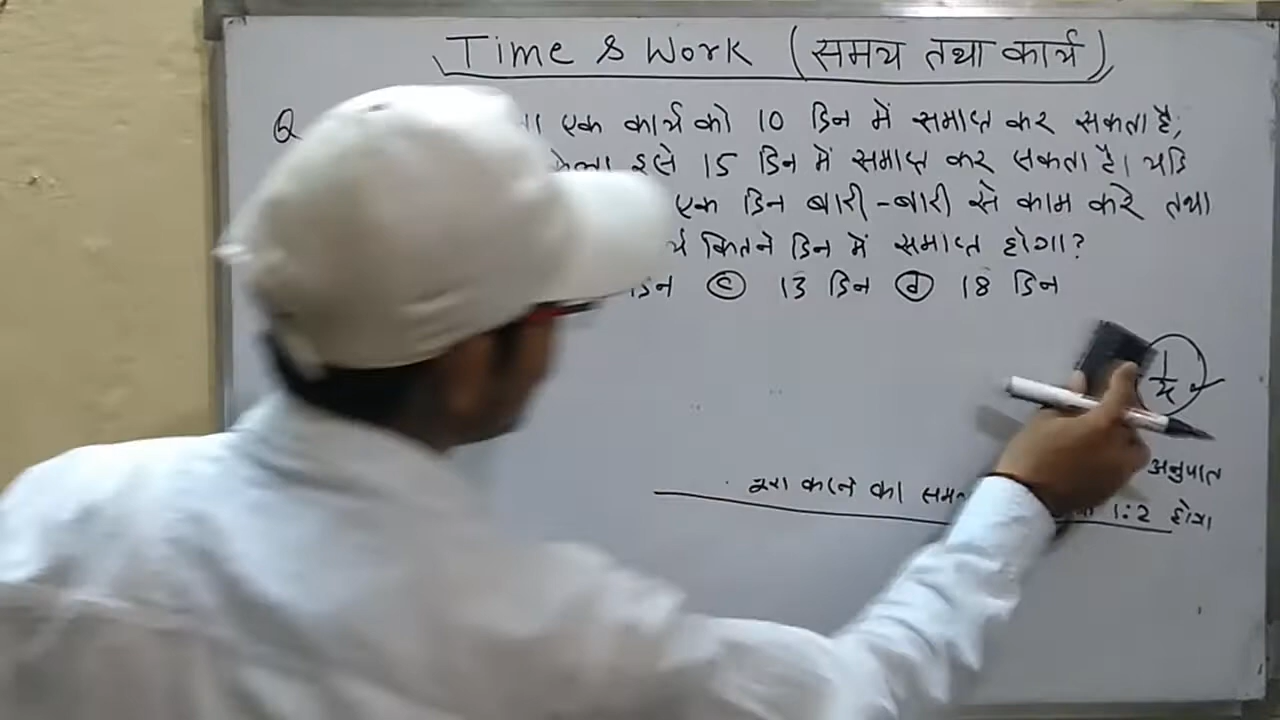 Time & Work (समय तथा कार्य)
Q एक कार्य को 10 दिन में समाप्त कर सकता है,
इसे 15 दिन में समाप्त कर सकता है। यदि
एक दिन बारी-बारी से काम करे तथा
कितने दिन में समाप्त होगा?
दिन (c) 13 दिन (d) 18 दिन
1/2
अनुपात
करने का 1:2 होगा